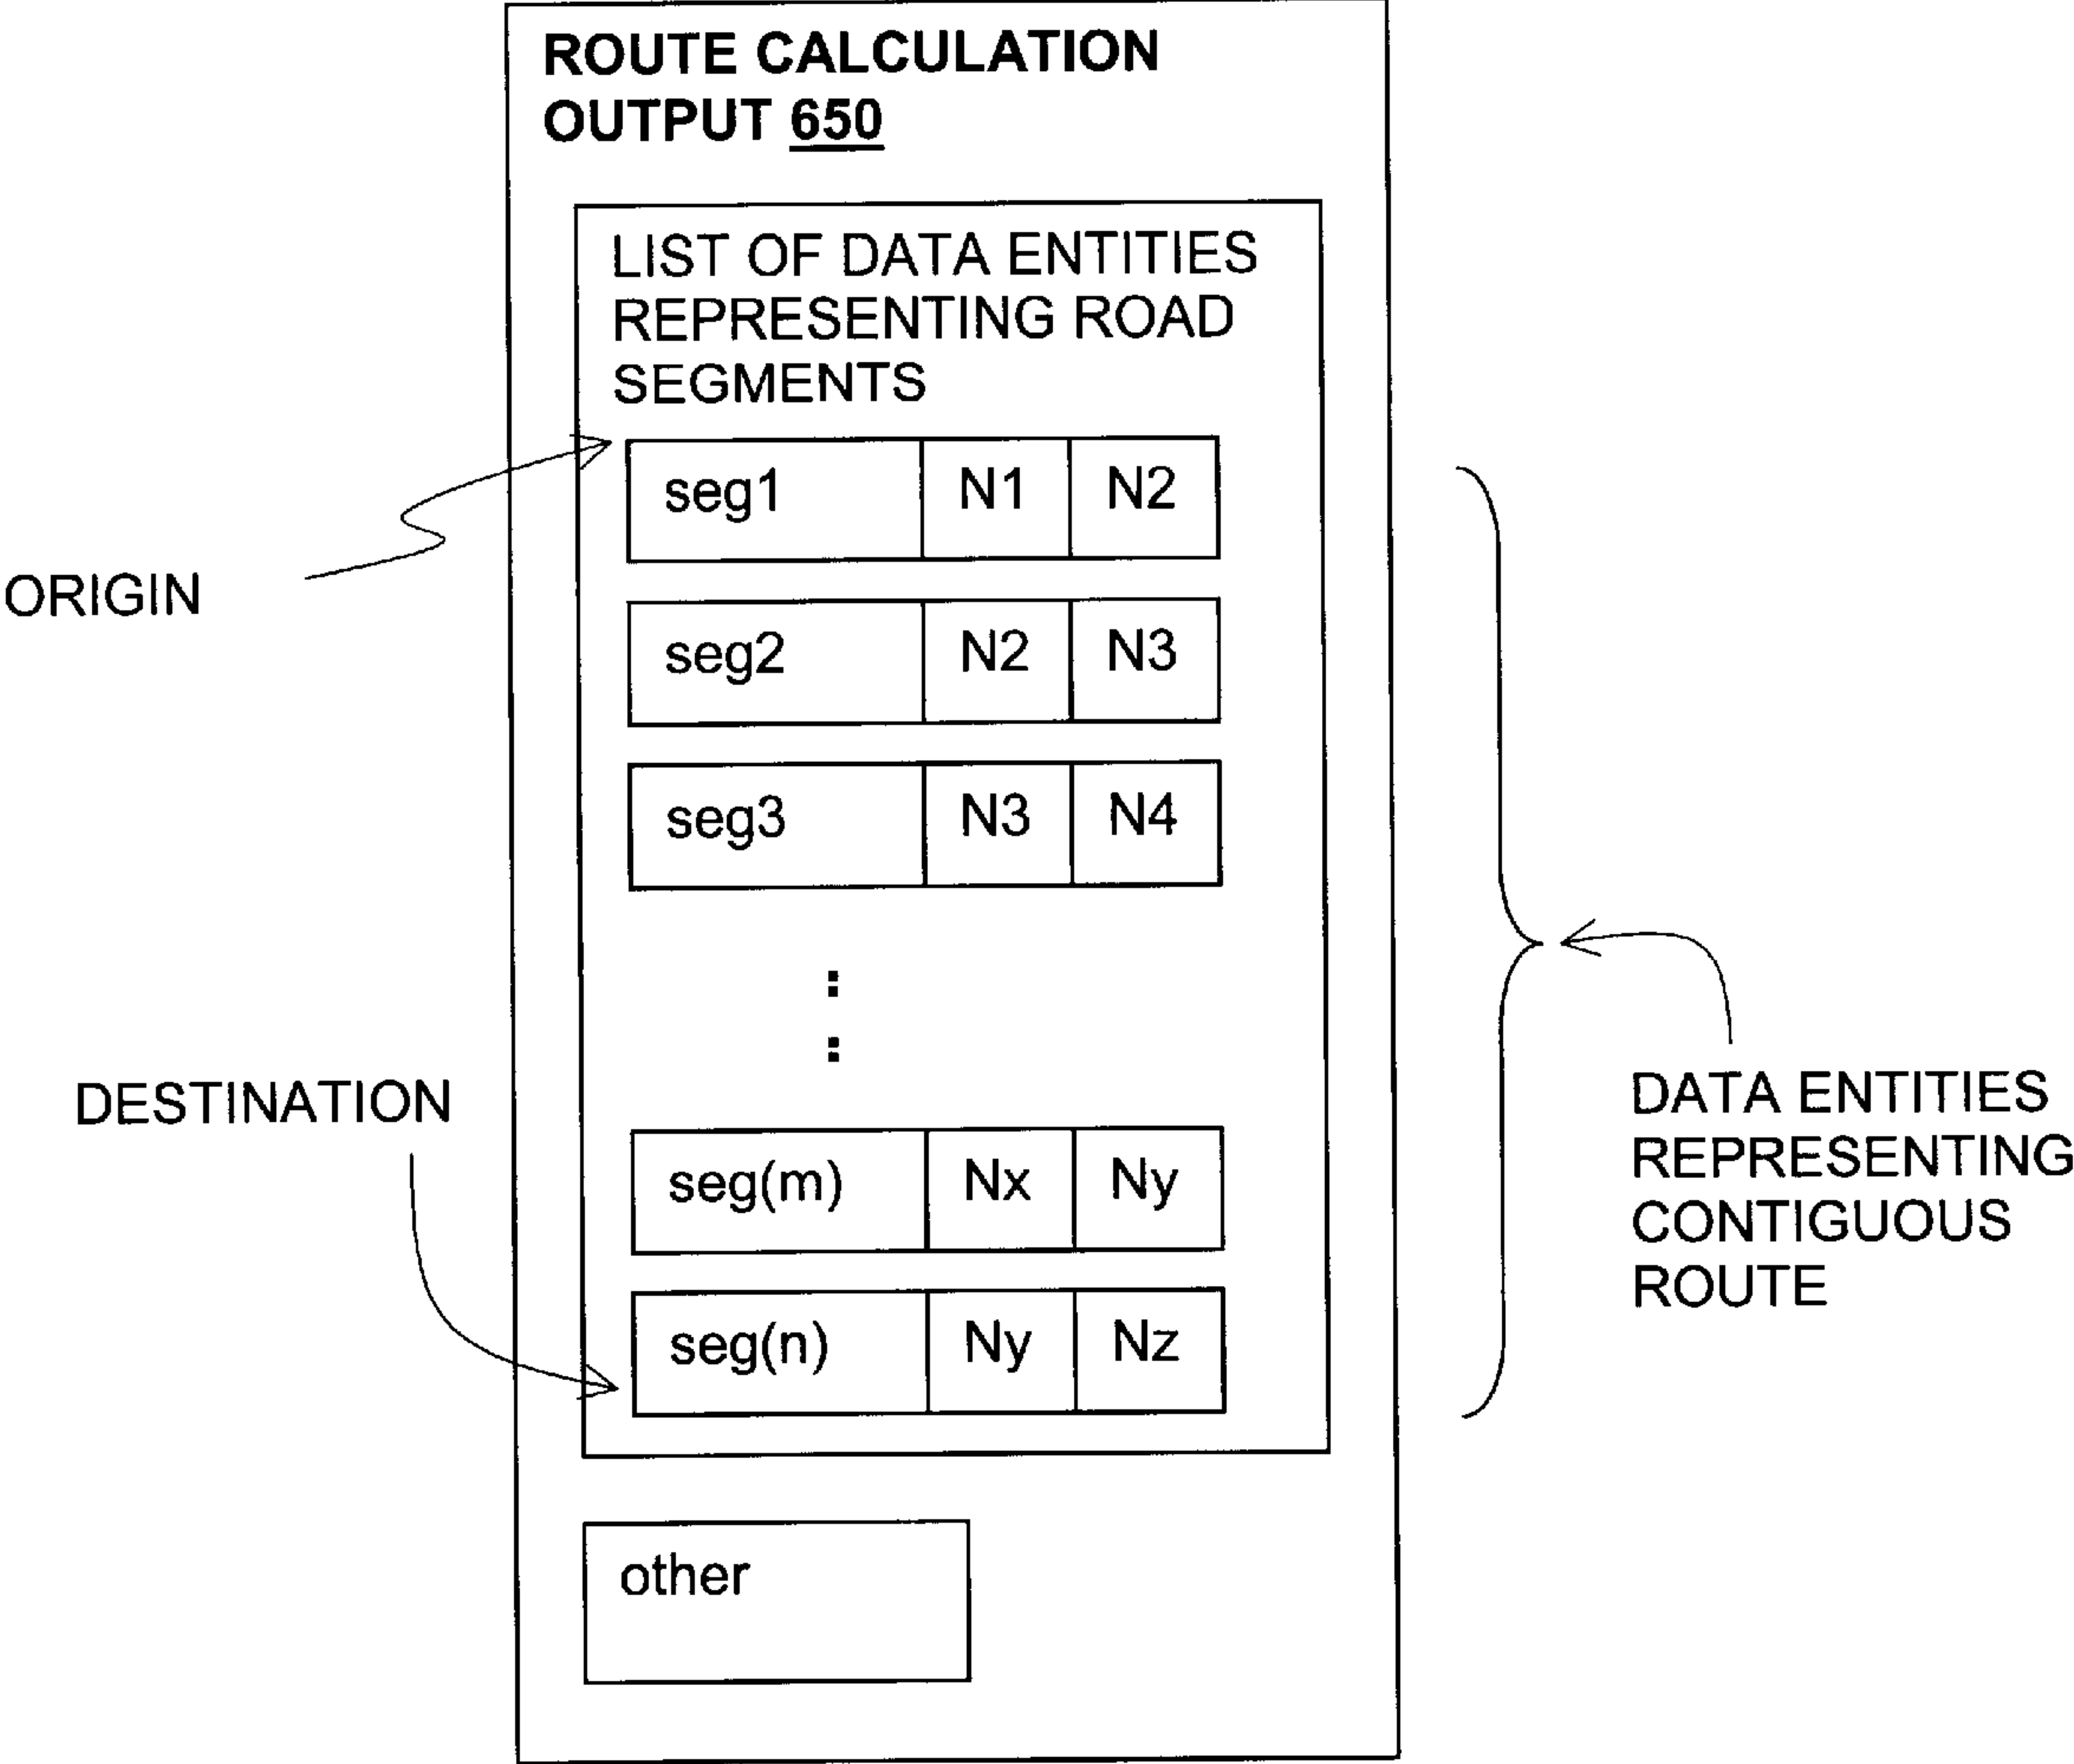 ROUTE CALCULATION
OUTPUT 650
LIST OF DATA ENTITIES
REPRESENTING ROAD
SEGMENTS
seg1 N1 N2
ORIGIN
seg2 N2 N3
seg3 N3 N4
DESTINATION
seg(m) Nx Ny
seg(n) Ny Nz
DATA ENTITIES
REPRESENTING
CONTIGUOUS
ROUTE
other